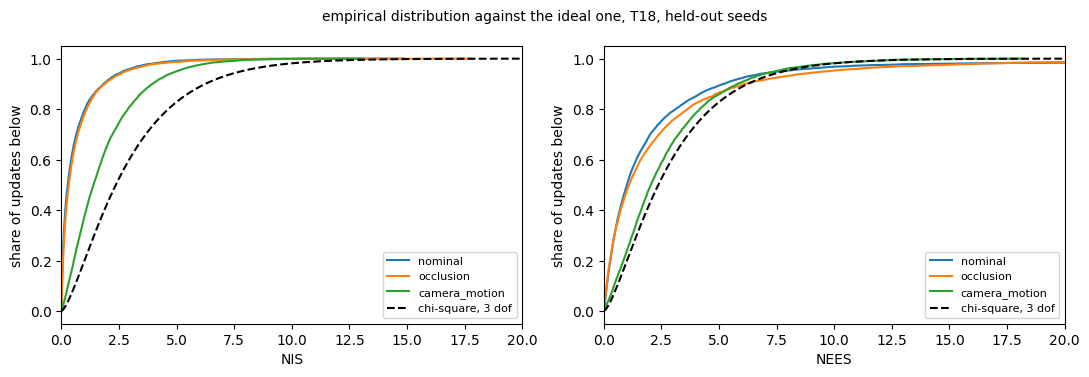 empirical distribution against the ideal one, T18, held-out seeds
share of updates below
1.0
0.8
0.6
0.4
0.2
0.0
nominal
occlusion
camera_motion
chi-square, 3 dof
0.0 2.5 5.0 7.5 10.0 12.5 15.0 17.5 20.0
NIS
share of updates below
1.0
0.8
0.6
0.4
0.2
0.0
nominal
occlusion
camera_motion
chi-square, 3 dof
0.0 2.5 5.0 7.5 10.0 12.5 15.0 17.5 20.0
NEES